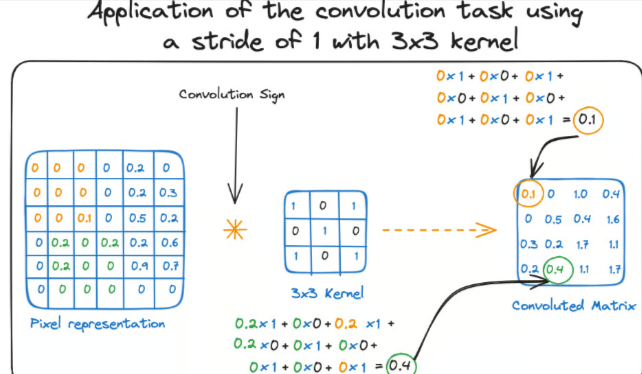 Application of the convolution task using
a stride of 1 with 3x3 kernel
Convolution Sign
0x1 + 0x0 + 0x1 +
0x0 + 0x1 + 0x0 +
0x1 + 0x0 + 0x1 = 0.1
0 0 0 0 0.2 0
0 0 0 0 0.2 0.3
0 0 0.1 0 0.5 0.2
0 0.2 0 0.2 0.2 0.6
0 0.2 0 0 0.9 0.7
0 0 0 0 0 0
Pixel representation
*
1 0 1
0 1 0
1 0 1
3x3 Kernel
0.1 0 1.0 0.4
0 0.5 0.4 1.6
0.3 0.2 1.7 1.1
0.2 0.4 1.1 1.7
Convoluted Matrix
0.2x1 + 0x0 + 0.2 x1 +
0.2 x0 + 0x1 + 0x0 +
0x1 + 0x0 + 0x1 = 0.4